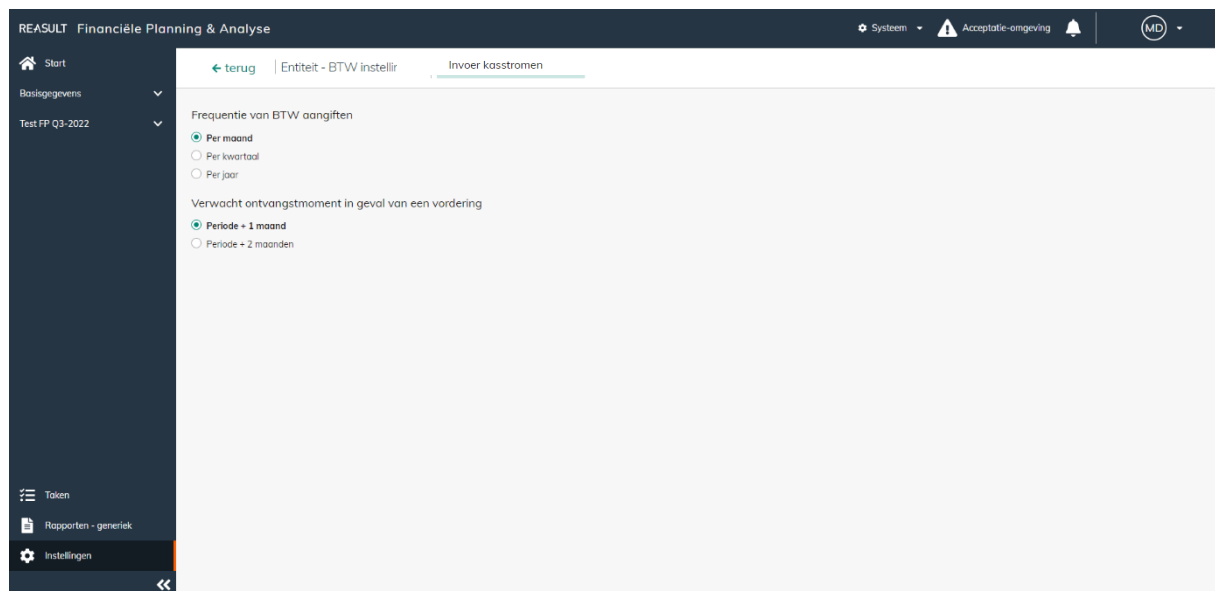 REASULT Financiële Planning & Analyse
Systeem
Acceptatie-omgeving
MD
Start
Basisgegevens
Test FP Q3-2022
terug
Entiteit - BTW instellir
Invoer kasstromen
Frequentie van BTW aangiften
Per maand
Per kwartaal
Per jaar
Verwacht ontvangstmoment in geval van een vordering
Periode + 1 maand
Periode + 2 maanden
Taken
Rapporten - generiek
Instellingen